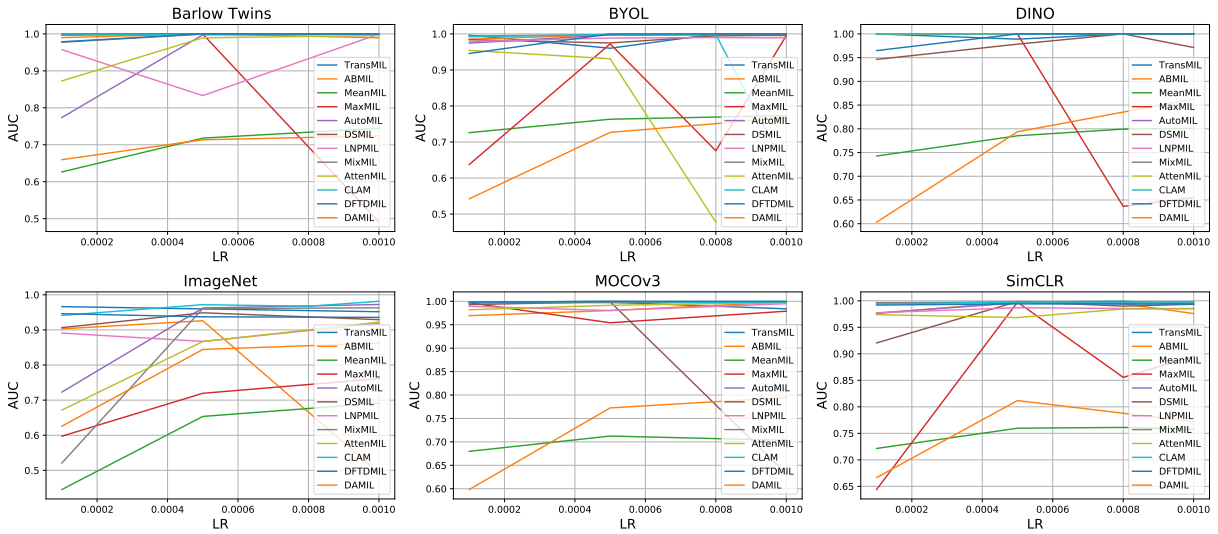 Barlow Twins
1.0
0.9
0.8
0.7
0.6
0.5
AUC
0.0002 0.0004 0.0006 0.0008 0.0010
LR
TransMIL
ABMIL
MeanMIL
MaxMIL
AutoMIL
DSMIL
LNPMIL
MixMIL
AttenMIL
CLAM
DFTDMIL
DAMIL
BYOL
1.0
0.9
0.8
0.7
0.6
0.5
AUC
0.0002 0.0004 0.0006 0.0008 0.0010
LR
TransMIL
ABMIL
MeanMIL
MaxMIL
AutoMIL
DSMIL
LNPMIL
MixMIL
AttenMIL
CLAM
DFTDMIL
DAMIL
DINO
1.00
0.95
0.90
0.85
0.80
0.75
0.70
0.65
0.60
AUC
0.0002 0.0004 0.0006 0.0008 0.0010
LR
TransMIL
ABMIL
MeanMIL
MaxMIL
AutoMIL
DSMIL
LNPMIL
MixMIL
AttenMIL
CLAM
DFTDMIL
DAMIL
ImageNet
1.0
0.9
0.8
0.7
0.6
0.5
AUC
0.0002 0.0004 0.0006 0.0008 0.0010
LR
TransMIL
ABMIL
MeanMIL
MaxMIL
AutoMIL
DSMIL
LNPMIL
MixMIL
AttenMIL
CLAM
DFTDMIL
DAMIL
MOCOv3
1.00
0.95
0.90
0.85
0.80
0.75
0.70
0.65
0.60
AUC
0.0002 0.0004 0.0006 0.0008 0.0010
LR
TransMIL
ABMIL
MeanMIL
MaxMIL
AutoMIL
DSMIL
LNPMIL
MixMIL
AttenMIL
CLAM
DFTDMIL
DAMIL
SimCLR
1.00
0.95
0.90
0.85
0.80
0.75
0.70
0.65
AUC
0.0002 0.0004 0.0006 0.0008 0.0010
LR
TransMIL
ABMIL
MeanMIL
MaxMIL
AutoMIL
DSMIL
LNPMIL
MixMIL
AttenMIL
CLAM
DFTDMIL
DAMIL